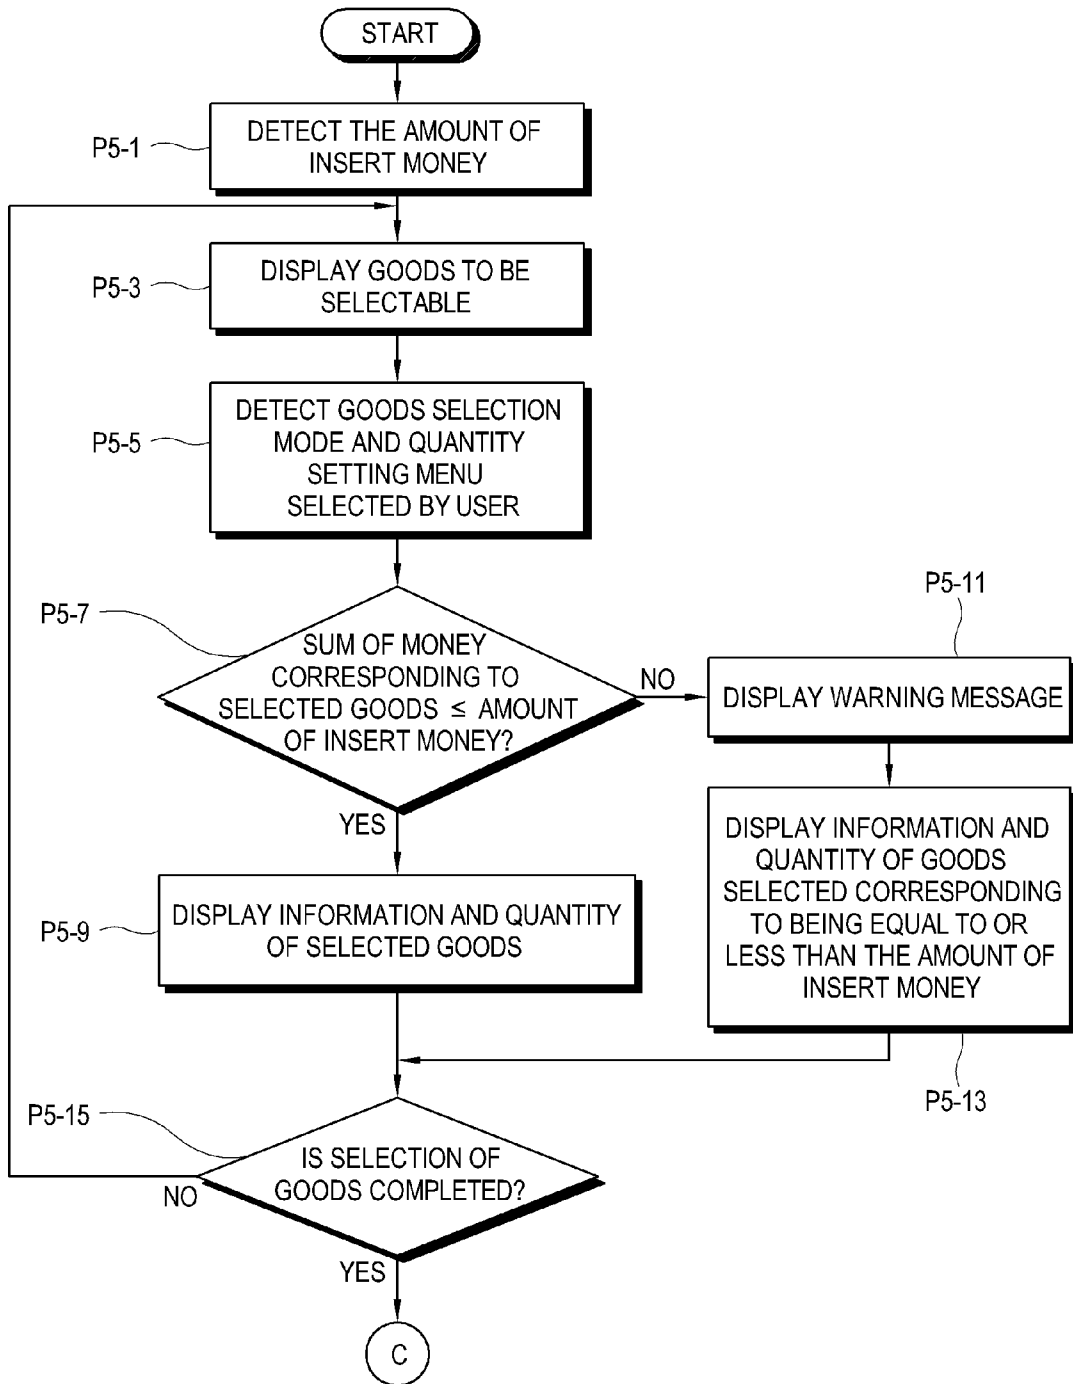 START
P5-1
DETECT THE AMOUNT OF
INSERT MONEY
P5-3
DISPLAY GOODS TO BE
SELECTABLE
P5-5
DETECT GOODS SELECTION
MODE AND QUANTITY
SETTING MENU
SELECTED BY USER
P5-7
SUM OF MONEY
CORRESPONDING TO
SELECTED GOODS ≤ AMOUNT
OF INSERT MONEY?
NO
YES
P5-11
DISPLAY WARNING MESSAGE
P5-9
DISPLAY INFORMATION AND QUANTITY
OF SELECTED GOODS
DISPLAY INFORMATION AND
QUANTITY OF GOODS
SELECTED CORRESPONDING
TO BEING EQUAL TO OR
LESS THAN THE AMOUNT OF
INSERT MONEY
P5-13
P5-15
IS SELECTION OF
GOODS COMPLETED?
NO
YES
C